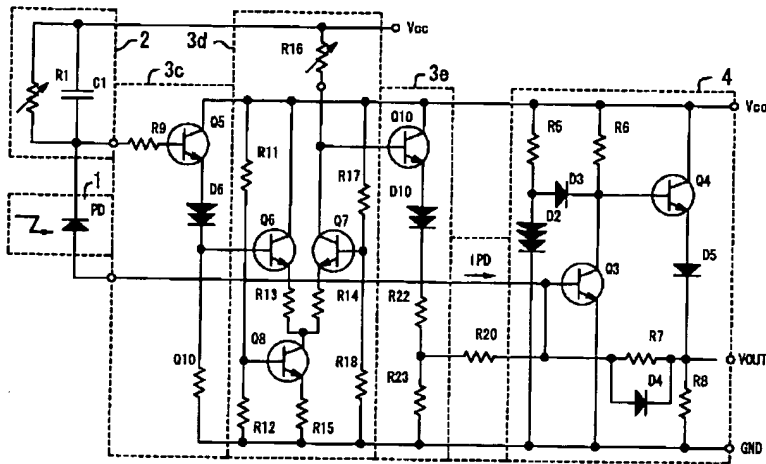 2
3d
Vcc
R16
R1
C1
3c
3e
4
Vcc
R9
Q5
Q10
R5
R6
R11
R17
D3
Q4
1
D6
D10
D2
PD
Q6
Q7
Q3
D5
IPD
R13
R14
R22
R20
R7
VOUT
Q10
Q8
R18
R23
D4
R8
R12
R15
GND